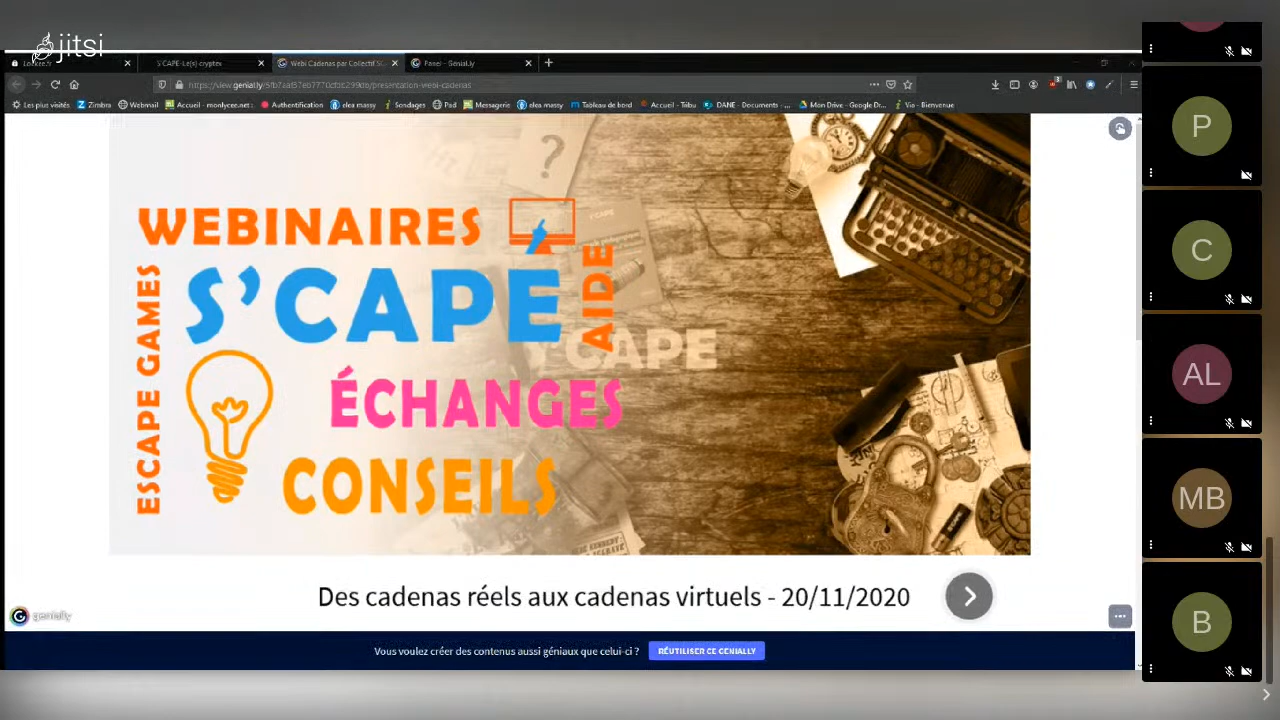 jitsi
S'CAPE-Le(s) cryptex
Webi Cadenas par Collectif S'...
Panel - Genial.ly
https://view.genial.ly/
/presentation-webi-cadenas
Les plus visités
Zimbra
Webmail
Accueil - monlycee.net
Authentification
elea massy
Sondages
Pad
Messagerie
elea massy
Tableau de bord
Accueil - Tribu
DANE - Documents - ...
Mon Drive - Google Dr...
Via - Bienvenue
?
WEBINAIRES
S'CAPE
AIDE
ESCAPE GAMES
ÉCHANGES
CONSEILS
Des cadenas réels aux cadenas virtuels - 20/11/2020
genially
Vous voulez créer des contenus aussi géniaux que celui-ci ?
RÉUTILISER CE GENIALLY
P
C
AL
MB
B